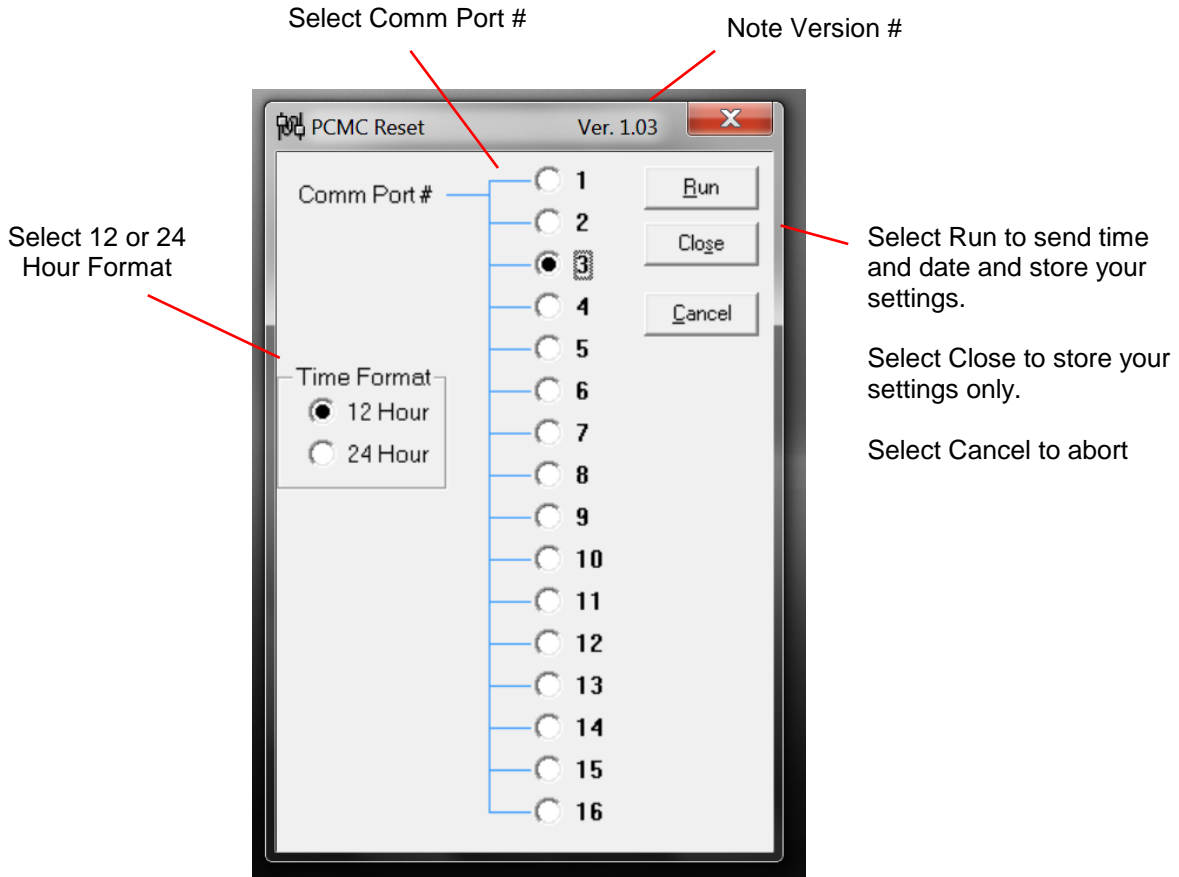 Select Comm Port #
Note Version #
PCMC Reset Ver. 1.03
Comm Port #
1
2
3
4
5
6
7
8
9
10
11
12
13
14
15
16
Run
Close
Cancel
Select 12 or 24
Hour Format
Time Format
12 Hour
24 Hour
Select Run to send time
and date and store your
settings.
Select Close to store your
settings only.
Select Cancel to abort